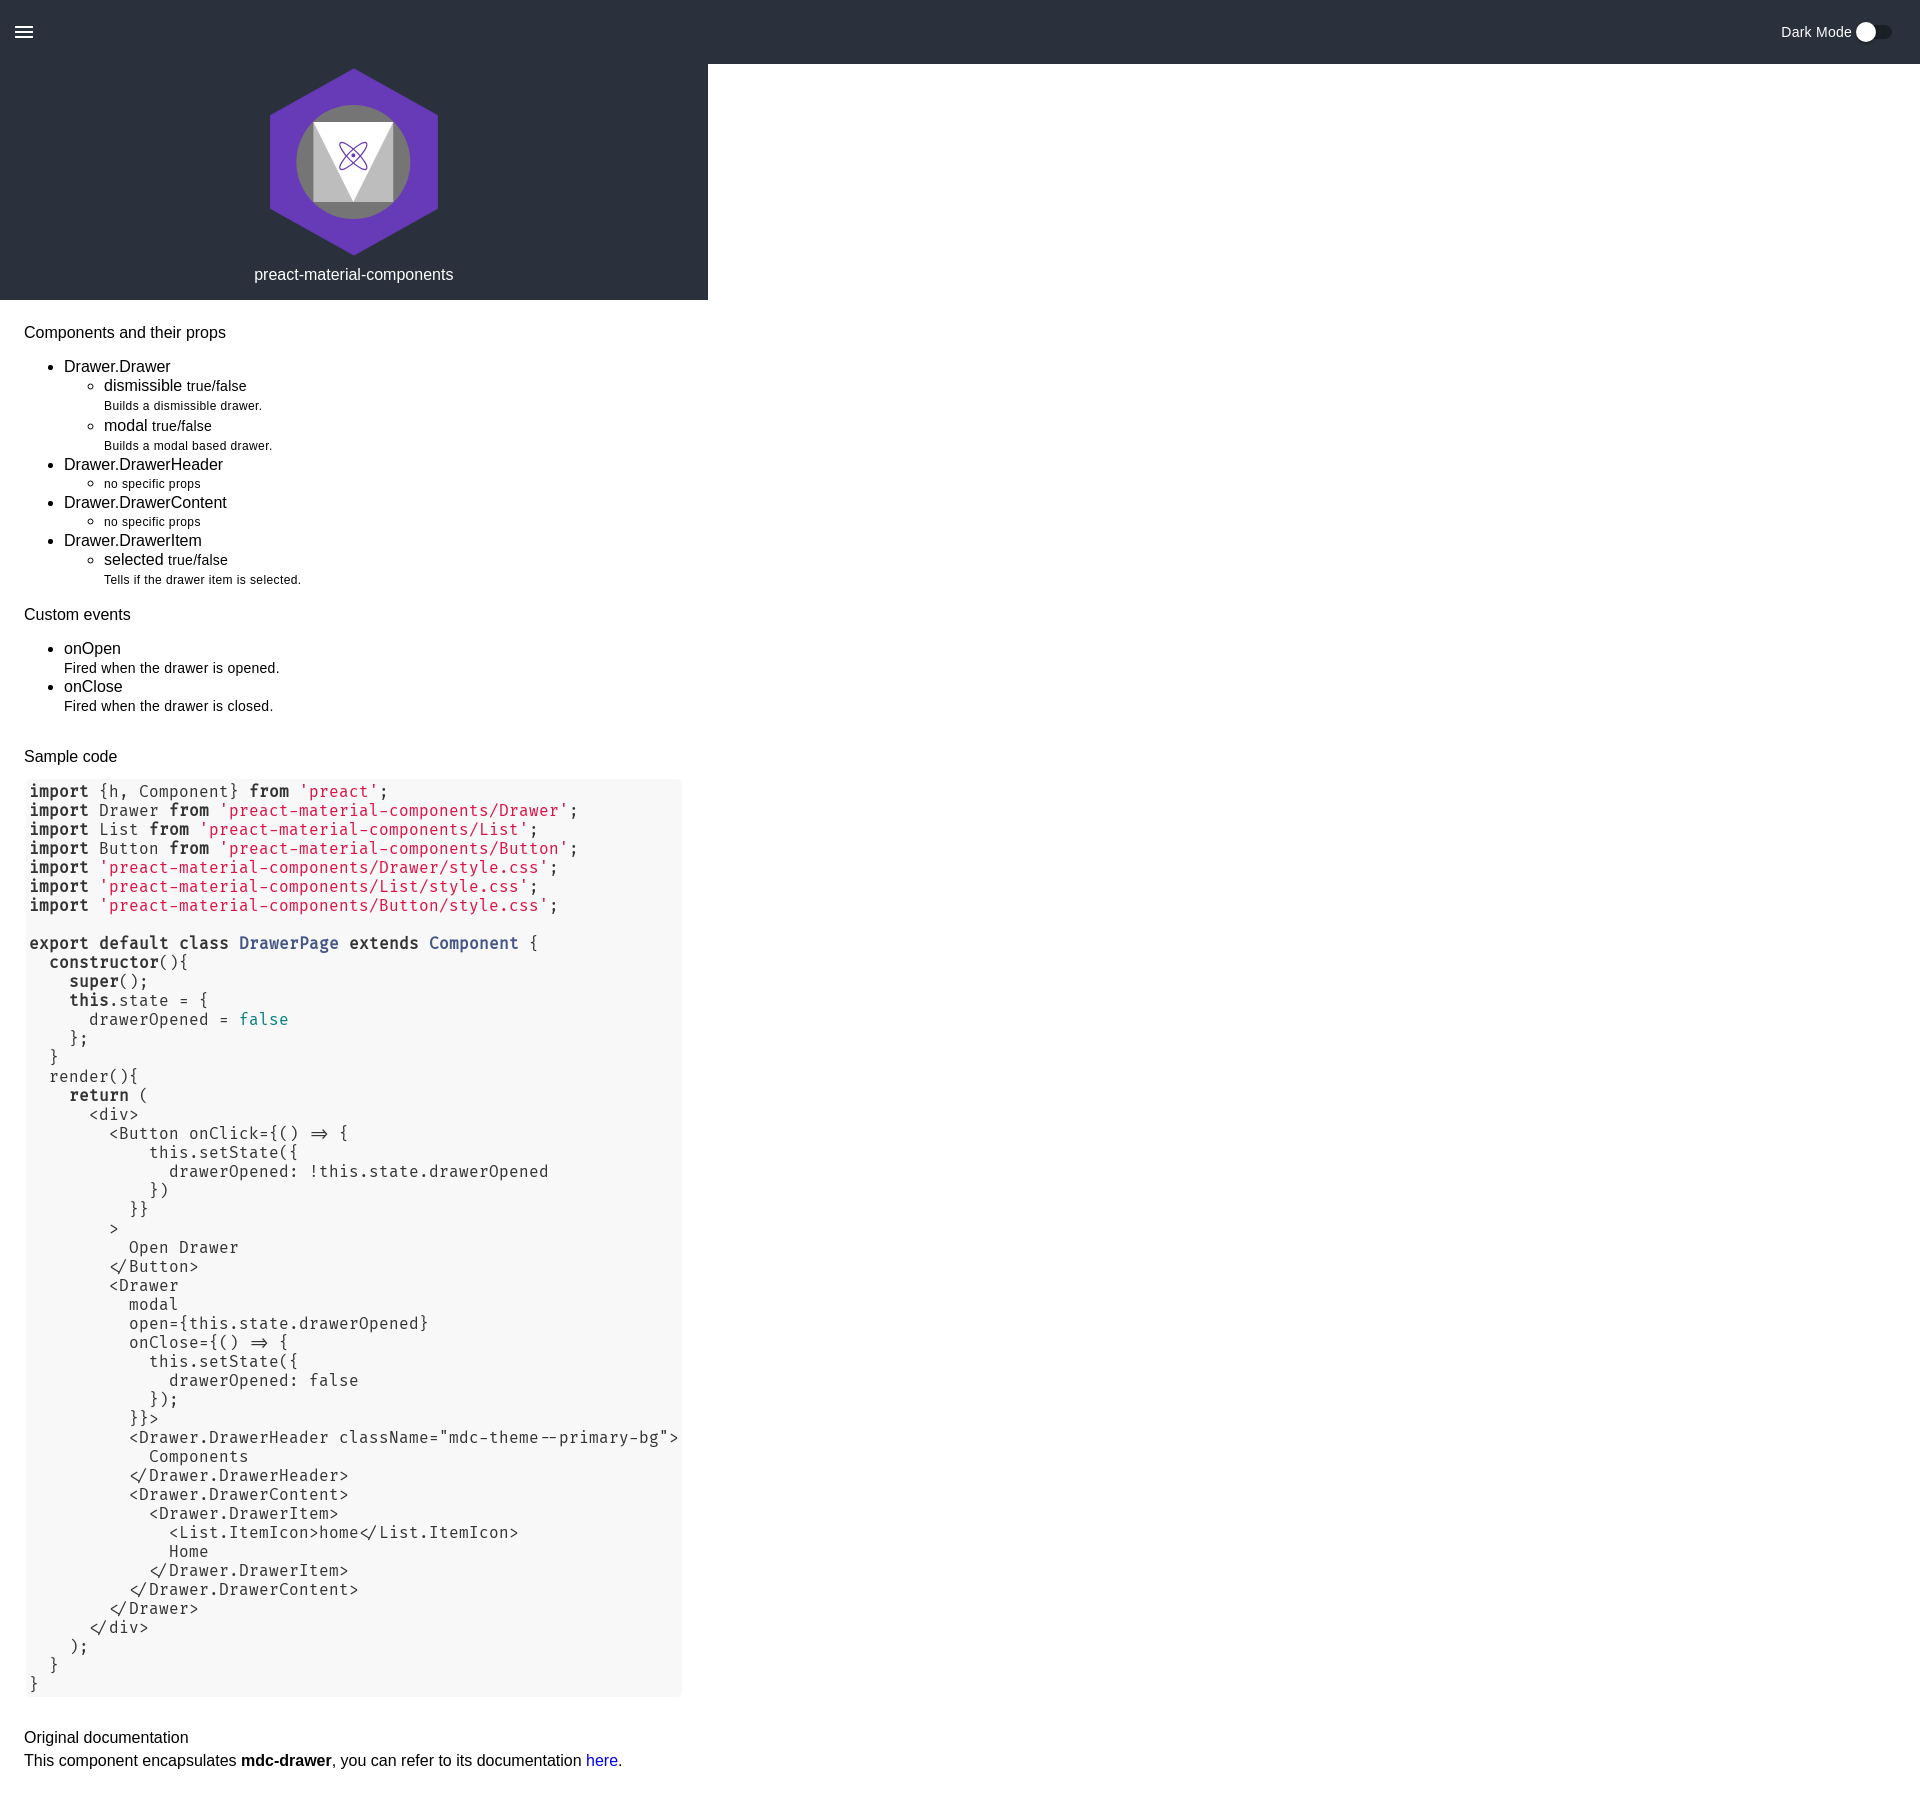 Dark Mode
preact-material-components
Components and their props
Drawer.Drawer
dismissible true/false
Builds a dismissible drawer.
modal true/false
Builds a modal based drawer.
Drawer.DrawerHeader
no specific props
Drawer.DrawerContent
no specific props
Drawer.DrawerItem
selected true/false
Tells if the drawer item is selected.
Custom events
onOpen
Fired when the drawer is opened.
onClose
Fired when the drawer is closed.
Sample code
import {h, Component} from 'preact';
import Drawer from 'preact-material-components/Drawer';
import List from 'preact-material-components/List';
import Button from 'preact-material-components/Button';
import 'preact-material-components/Drawer/style.css';
import 'preact-material-components/List/style.css';
import 'preact-material-components/Button/style.css';

export default class DrawerPage extends Component {
  constructor(){
    super();
    this.state = {
      drawerOpened = false
    };
  }
  render(){
    return (
      <div>
        <Button onClick={() => {
            this.setState({
              drawerOpened: !this.state.drawerOpened
            })
          }}
        >
          Open Drawer
        </Button>
        <Drawer
          modal
          open={this.state.drawerOpened}
          onClose={() => {
            this.setState({
              drawerOpened: false
            });
          }}>
          <Drawer.DrawerHeader className="mdc-theme--primary-bg">
            Components
          </Drawer.DrawerHeader>
          <Drawer.DrawerContent>
            <Drawer.DrawerItem>
              <List.ItemIcon>home</List.ItemIcon>
              Home
            </Drawer.DrawerItem>
          </Drawer.DrawerContent>
        </Drawer>
      </div>
    );
  }
}
Original documentation
This component encapsulates mdc-drawer, you can refer to its documentation here.